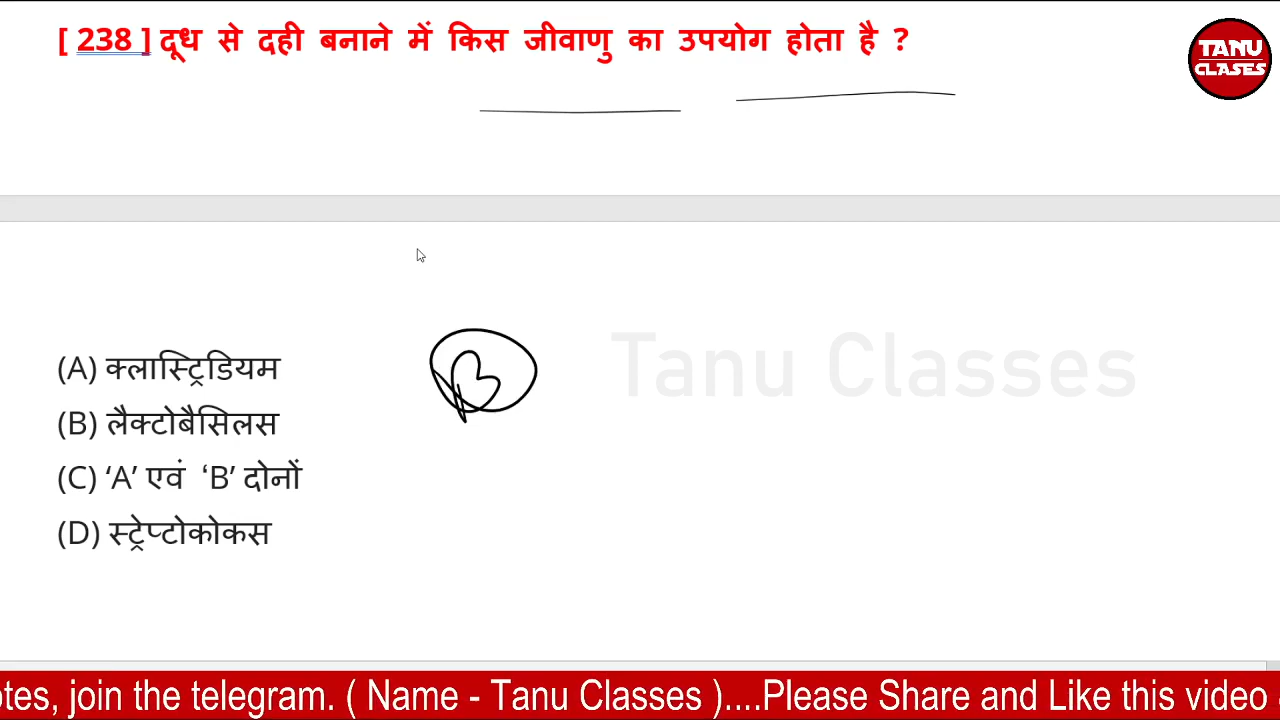 [ 238 ] दूध से दही बनाने में किस जीवाणु का उपयोग होता है ?
TANU
CLASES
(A) क्लास्ट्रिडियम
B
Tanu Classes
(B) लैक्टोबैसिलस
(C) ‘A’ एवं ‘B’ दोनों
(D) स्ट्रेप्टोकोकस
otes, join the telegram. ( Name - Tanu Classes )....Please Share and Like this video